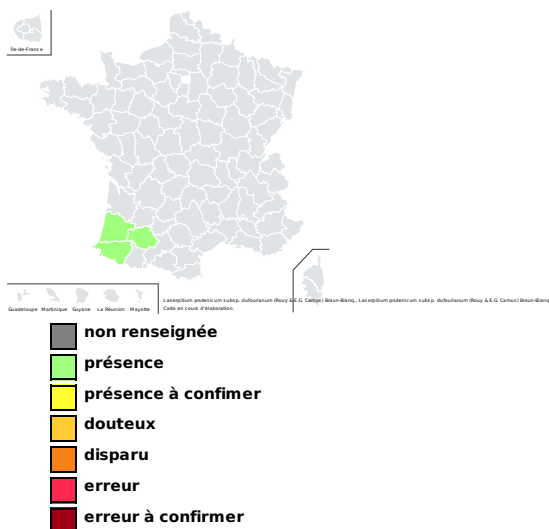 Île-de-France
Guadeloupe Martinique Guyane La Réunion Mayotte
Laserpitium prutenicum subsp. dufourianum (Rouy & E.G. Camus) Braun-Blanq., Laserpitium prutenicum subsp. dufourianum (Rouy & E.G. Camus) Braun-Blanq
Carte en cours d'élaboration.
non renseignée
présence
présence à confimer
douteux
disparu
erreur
erreur à confirmer